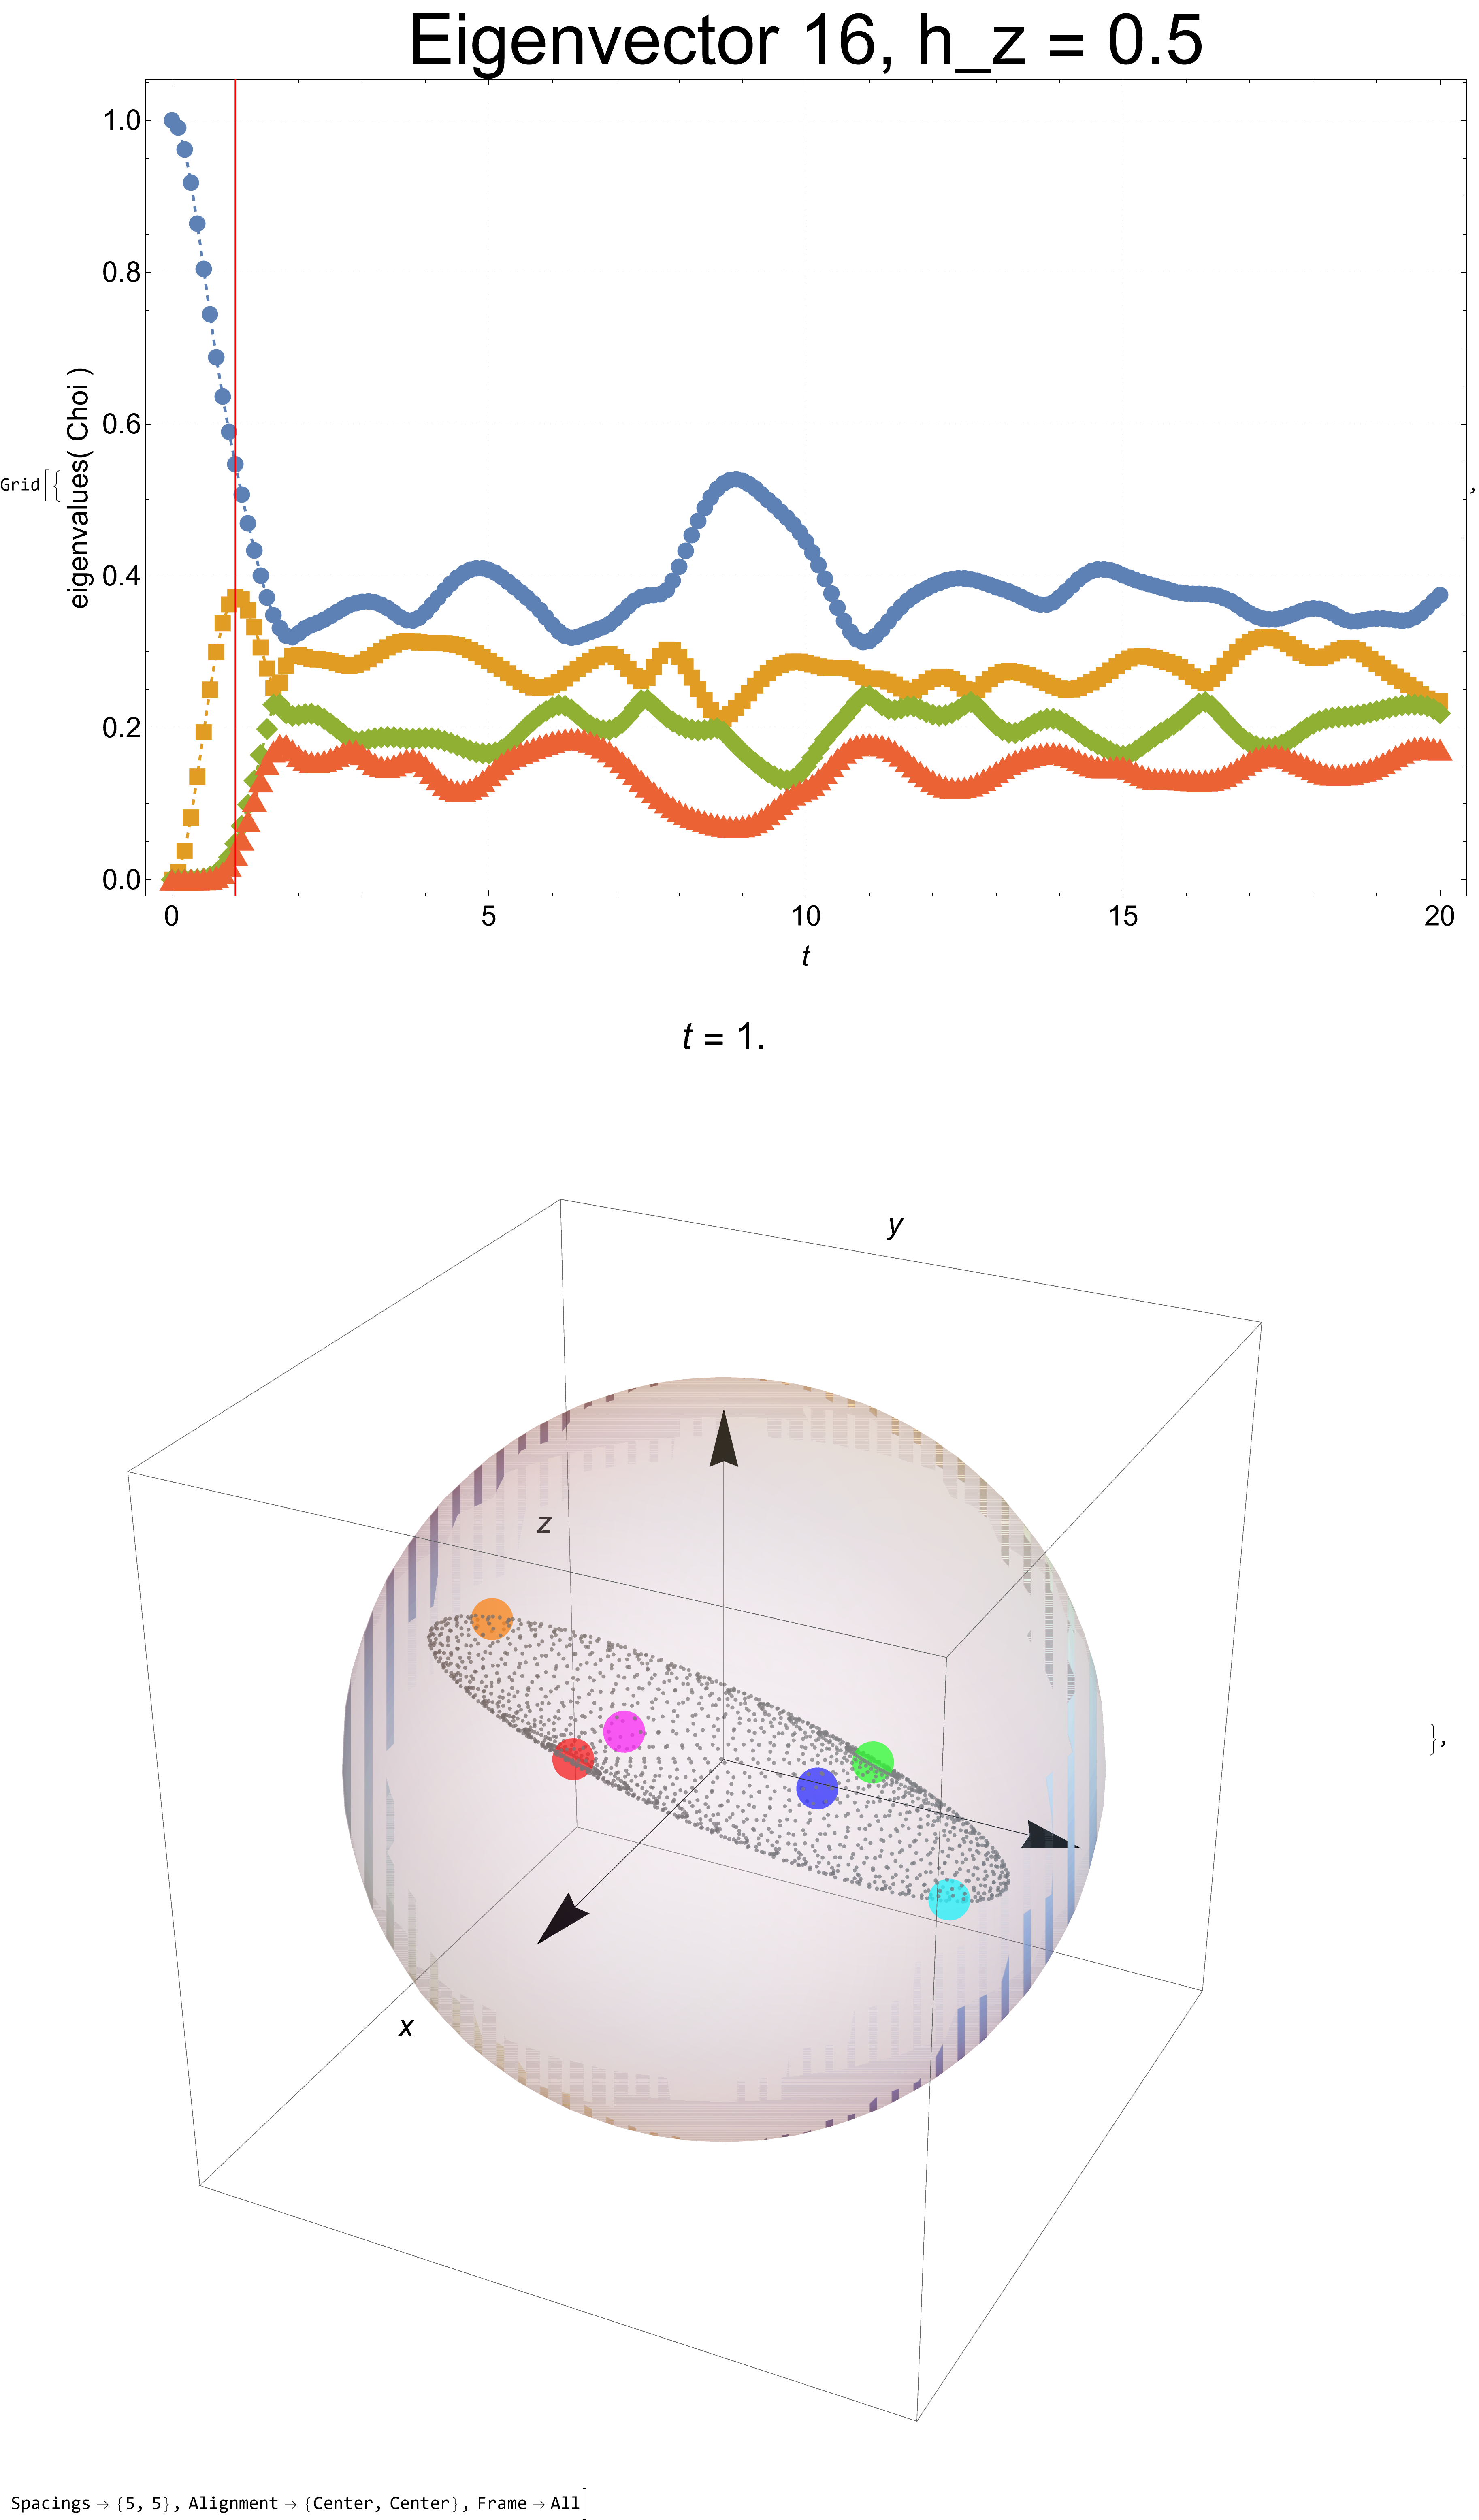 Eigenvector 16, h_z = 0.5
Grid[{
eigenvalues( Choi )
1.0
0.8
0.6
0.4
0.2
0.0
0 5 10 15 20
t
,
t = 1.
y
z
x
},
Spacings → {5, 5}, Alignment → {Center, Center}, Frame → All]